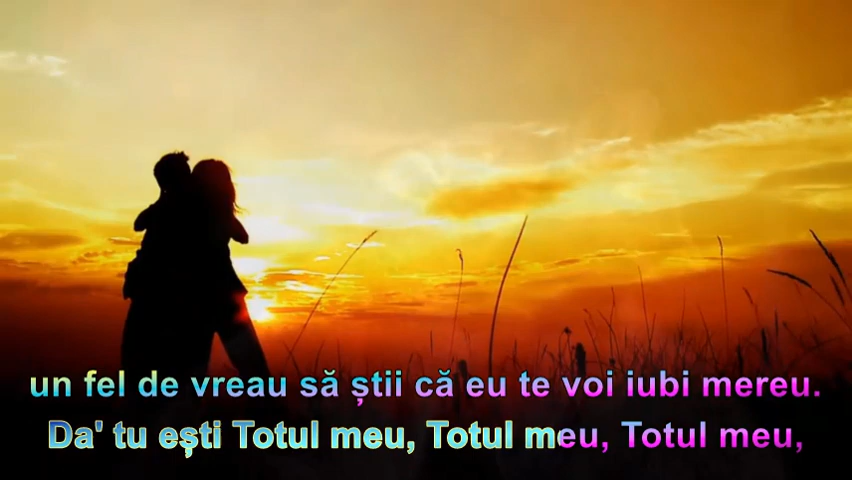 un fel de vreau să știi că eu te voi iubi mereu.
Da' tu ești Totul meu, Totul meu, Totul meu,